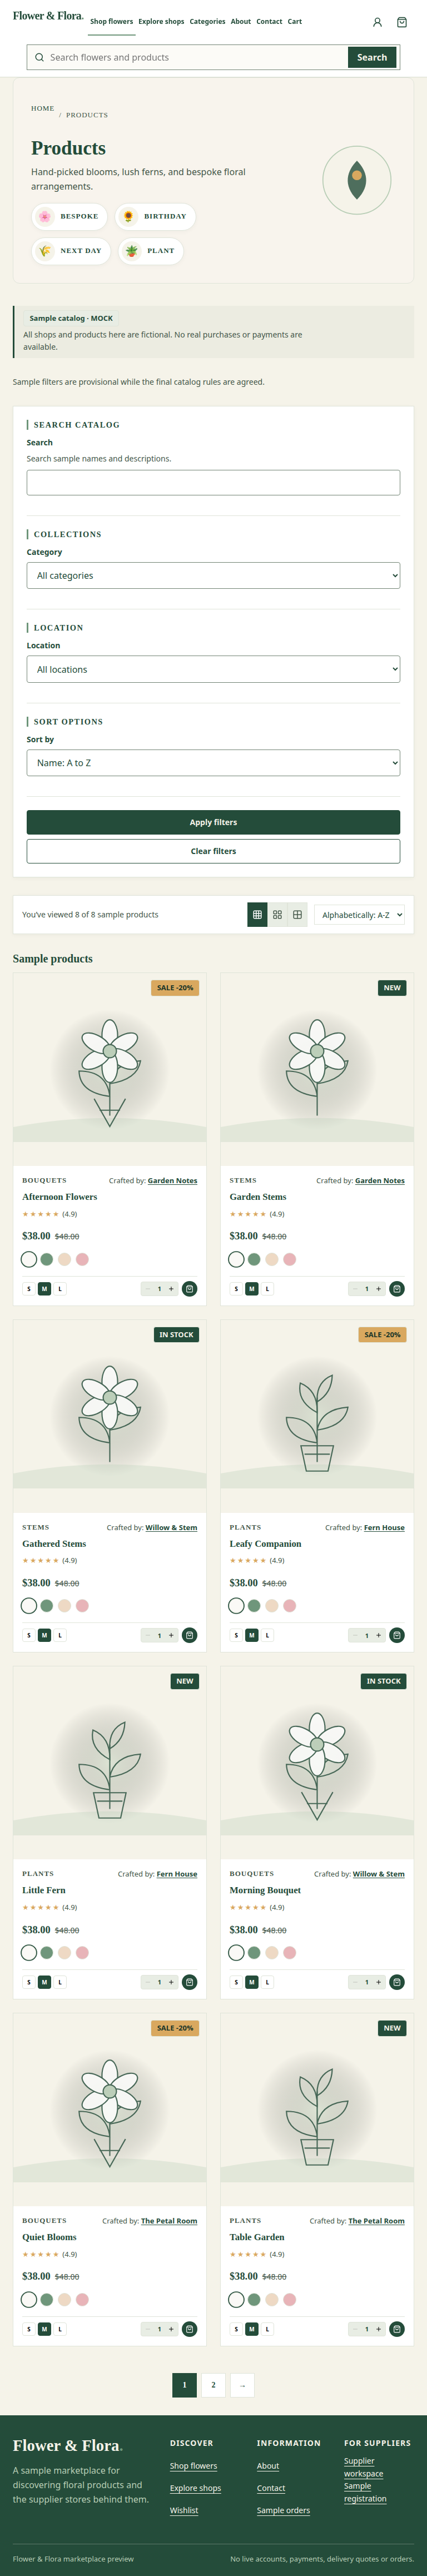 Flower & Flora. Shop flowers Explore shops Categories About Contact Cart
Search flowers and products Search
HOME / PRODUCTS
Products
Hand-picked blooms, lush ferns, and bespoke floral
arrangements.
BESPOKE BIRTHDAY
NEXT DAY PLANT
Sample catalog · MOCK
All shops and products here are fictional. No real purchases or payments are
available.
Sample filters are provisional while the final catalog rules are agreed.
SEARCH CATALOG
Search
Search sample names and descriptions.
COLLECTIONS
Category
All categories
LOCATION
Location
All locations
SORT OPTIONS
Sort by
Name: A to Z
Apply filters
Clear filters
You've viewed 8 of 8 sample products Alphabetically: A-Z
Sample products
SALE -20%
BOUQUETS Crafted by: Garden Notes
Afternoon Flowers
★★★★★ (4.9)
$38.00 $48.00
S M L − 1 +
NEW
STEMS Crafted by: Garden Notes
Garden Stems
★★★★★ (4.9)
$38.00 $48.00
S M L − 1 +
IN STOCK
STEMS Crafted by: Willow & Stem
Gathered Stems
★★★★★ (4.9)
$38.00 $48.00
S M L − 1 +
SALE -20%
PLANTS Crafted by: Fern House
Leafy Companion
★★★★★ (4.9)
$38.00 $48.00
S M L − 1 +
NEW
PLANTS Crafted by: Fern House
Little Fern
★★★★★ (4.9)
$38.00 $48.00
S M L − 1 +
IN STOCK
BOUQUETS Crafted by: Willow & Stem
Morning Bouquet
★★★★★ (4.9)
$38.00 $48.00
S M L − 1 +
SALE -20%
BOUQUETS Crafted by: The Petal Room
Quiet Blooms
★★★★★ (4.9)
$38.00 $48.00
S M L − 1 +
NEW
PLANTS Crafted by: The Petal Room
Table Garden
★★★★★ (4.9)
$38.00 $48.00
S M L − 1 +
1 2 →
Flower & Flora.
A sample marketplace for
discovering floral products and
the supplier stores behind them.
DISCOVER
Shop flowers
Explore shops
Wishlist
INFORMATION
About
Contact
Sample orders
FOR SUPPLIERS
Supplier
workspace
Sample
registration
Flower & Flora marketplace preview
No live accounts, payments, delivery quotes or orders.